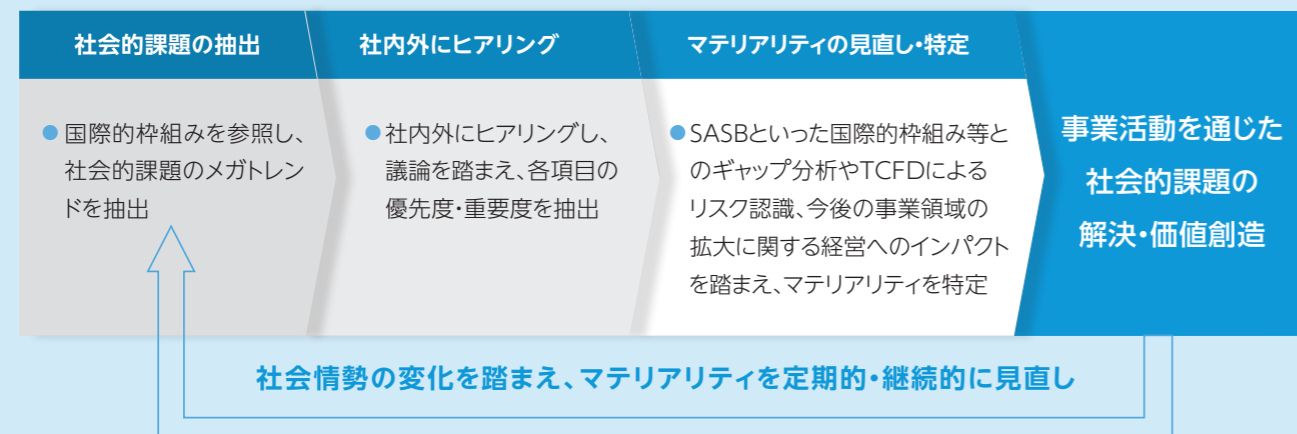 社会的課題の抽出
● 国際的枠組みを参照し、
社会的課題のメガトレン
ドを抽出
社内外にヒアリング
● 社内外にヒアリングし、
議論を踏まえ、各項目の
優先度・重要度を抽出
マテリアリティの見直し・特定
● SASBといった国際的枠組み等と
のギャップ分析やTCFDによる
リスク認識、今後の事業領域の
拡大に関する経営へのインパクト
を踏まえ、マテリアリティを特定
事業活動を通じた
社会的課題の
解決・価値創造
社会情勢の変化を踏まえ、マテリアリティを定期的・継続的に見直し